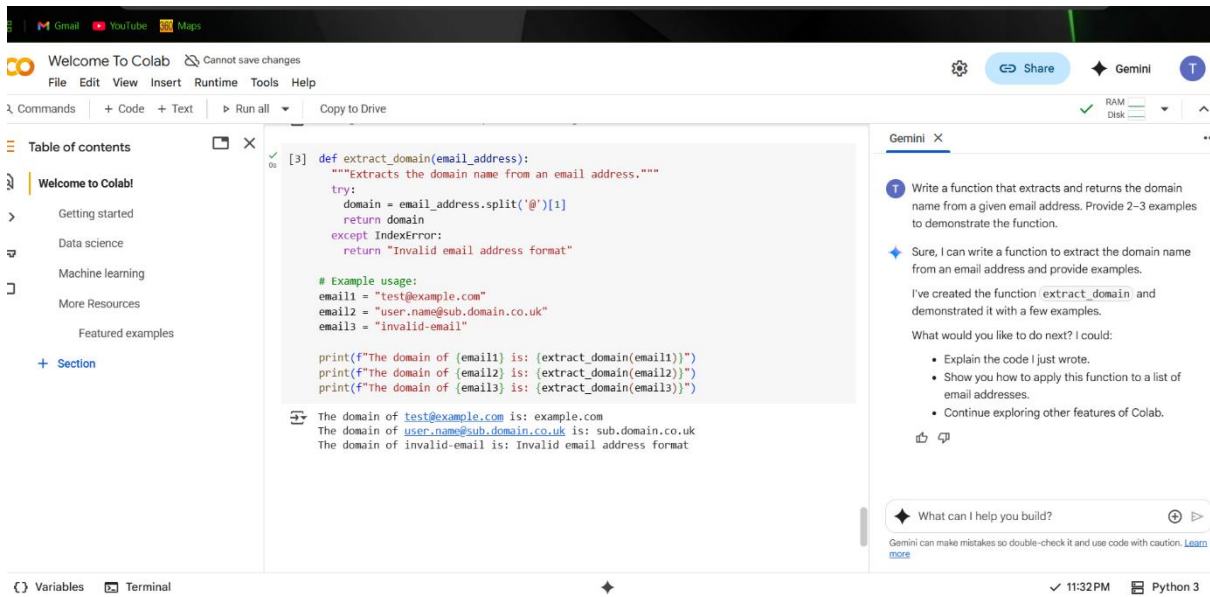 Gmail YouTube Maps
Welcome To Colab Cannot save changes
File Edit View Insert Runtime Tools Help
Share
Gemini
T
Commands + Code + Text Run all Copy to Drive
RAM
Disk
Table of contents
Welcome to Colab!
Getting started
Data science
Machine learning
More Resources
Featured examples
+ Section
0s
[3] def extract_domain(email_address):
"""Extracts the domain name from an email address."""
try:
domain = email_address.split('@')[1]
return domain
except IndexError:
return "Invalid email address format"
# Example usage:
email1 = "test@example.com"
email2 = "user.name@sub.domain.co.uk"
email3 = "invalid-email"
print(f"The domain of {email1} is: {extract_domain(email1)}")
print(f"The domain of {email2} is: {extract_domain(email2)}")
print(f"The domain of {email3} is: {extract_domain(email3)}")
The domain of test@example.com is: example.com
The domain of user.name@sub.domain.co.uk is: sub.domain.co.uk
The domain of invalid-email is: Invalid email address format
Gemini
T
Write a function that extracts and returns the domain
name from a given email address. Provide 2–3 examples
to demonstrate the function.
Sure, I can write a function to extract the domain name
from an email address and provide examples.
I've created the function extract_domain and
demonstrated it with a few examples.
What would you like to do next? I could:
• Explain the code I just wrote.
• Show you how to apply this function to a list of
email addresses.
• Continue exploring other features of Colab.
What can I help you build?
Gemini can make mistakes so double-check it and use code with caution. Learn
more
{} Variables Terminal
11:32 PM Python 3